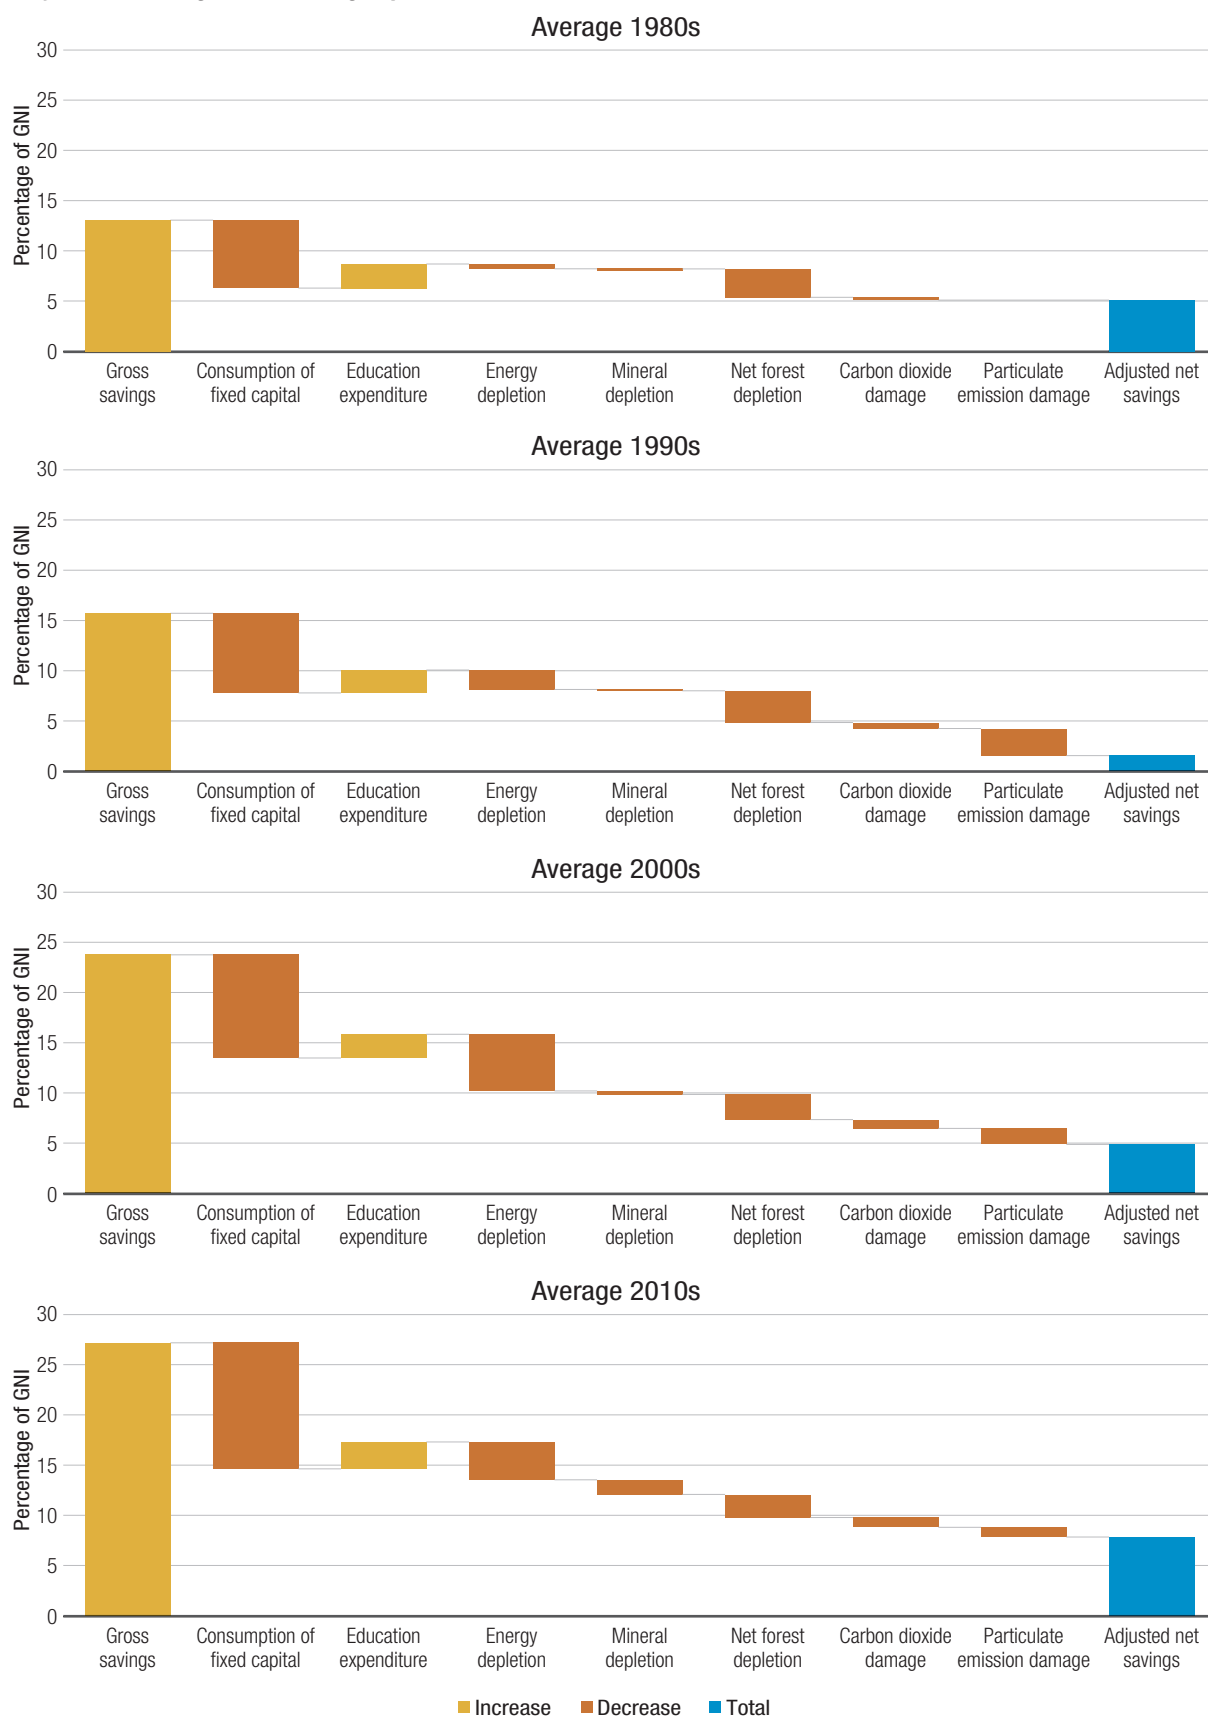 Average 1980s
Percentage of GNI
30
25
20
15
10
5
0
Gross savings
Consumption of fixed capital
Education expenditure
Energy depletion
Mineral depletion
Net forest depletion
Carbon dioxide damage
Particulate emission damage
Adjusted net savings
Average 1990s
Percentage of GNI
30
25
20
15
10
5
0
Gross savings
Consumption of fixed capital
Education expenditure
Energy depletion
Mineral depletion
Net forest depletion
Carbon dioxide damage
Particulate emission damage
Adjusted net savings
Average 2000s
Percentage of GNI
30
25
20
15
10
5
0
Gross savings
Consumption of fixed capital
Education expenditure
Energy depletion
Mineral depletion
Net forest depletion
Carbon dioxide damage
Particulate emission damage
Adjusted net savings
Average 2010s
Percentage of GNI
30
25
20
15
10
5
0
Gross savings
Consumption of fixed capital
Education expenditure
Energy depletion
Mineral depletion
Net forest depletion
Carbon dioxide damage
Particulate emission damage
Adjusted net savings
Increase
Decrease
Total